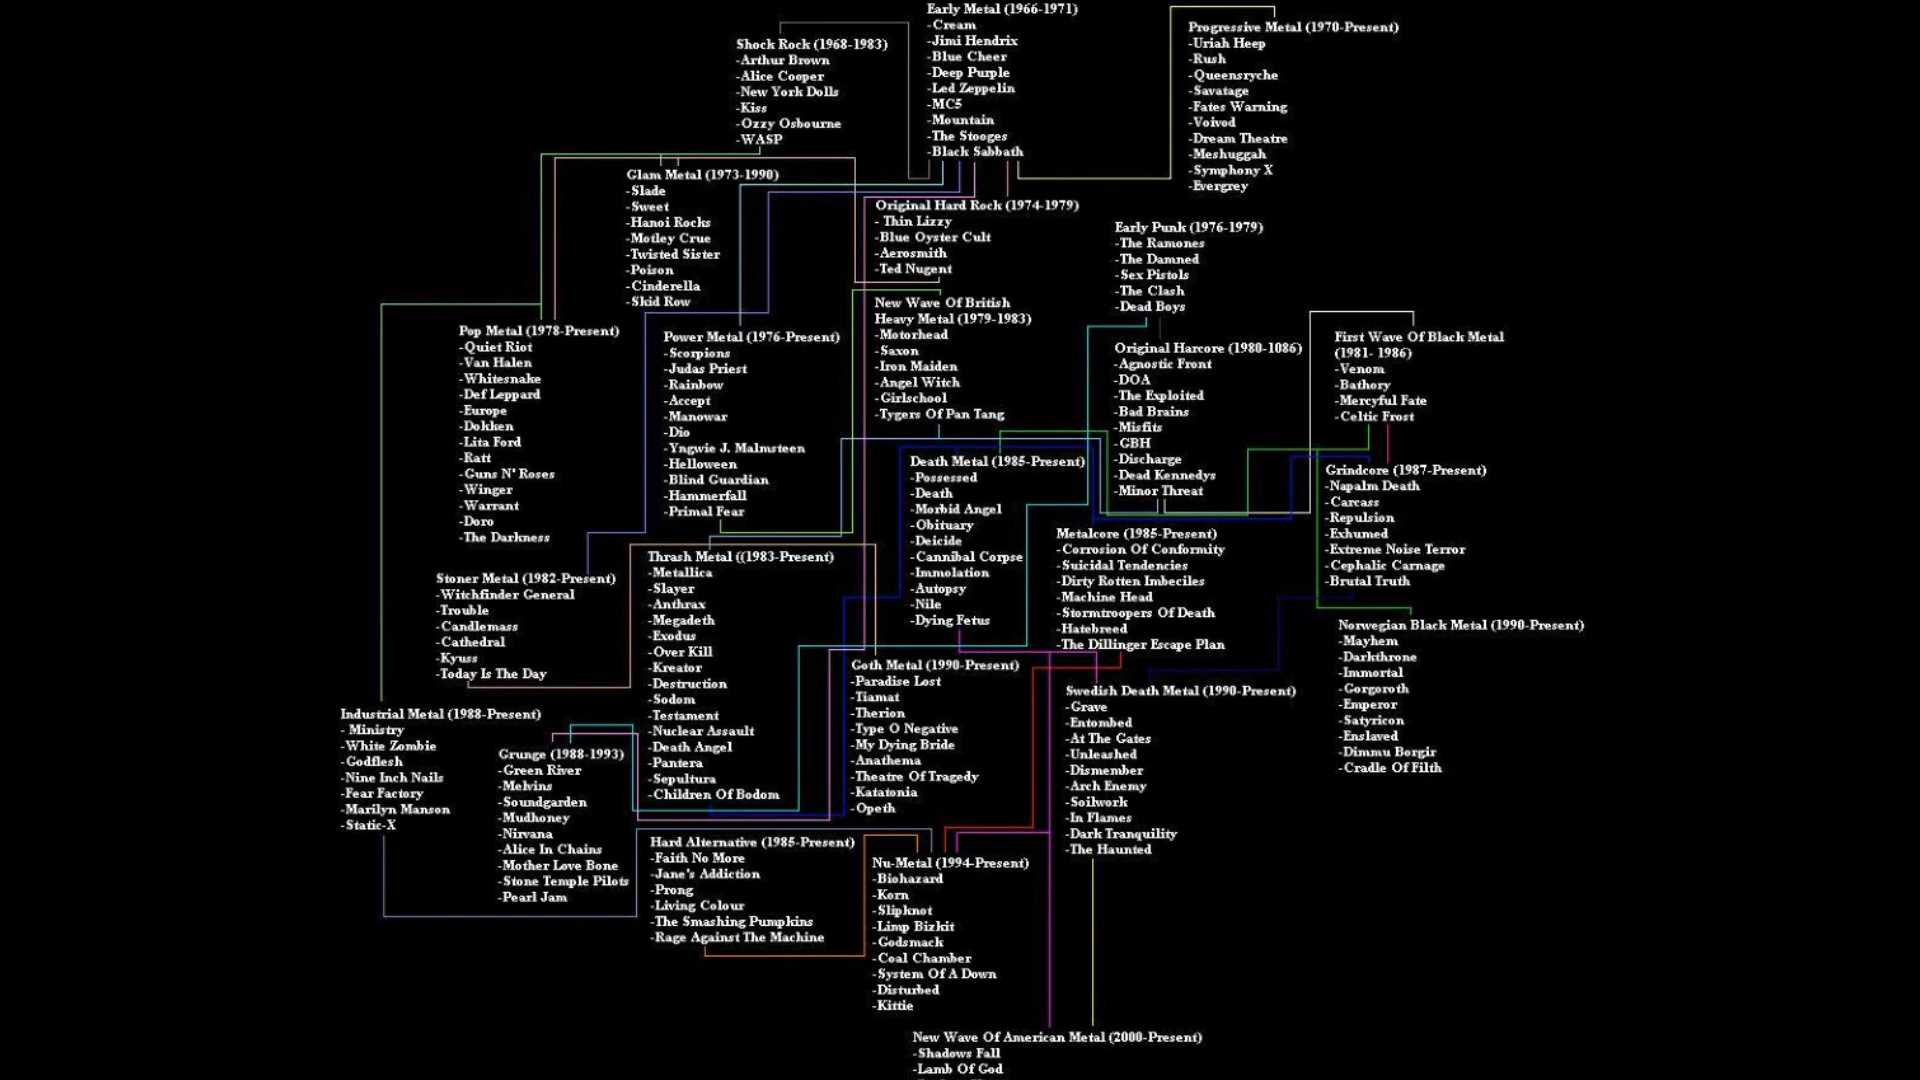 Early Metal (1966-1971)
-Cream
-Jimi Hendrix
-Blue Cheer
-Deep Purple
-Led Zeppelin
-MC5
-Mountain
-The Stooges
-Black Sabbath
Progressive Metal (1970-Present)
-Uriah Heep
-Rush
-Queensryche
-Savatage
-Fates Warning
-Voivod
-Dream Theatre
-Meshuggah
-Symphony X
-Evergrey
Shock Rock (1968-1983)
-Arthur Brown
-Alice Cooper
-New York Dolls
-Kiss
-Ozzy Osbourne
-WASP
Glam Metal (1973-1990)
-Slade
-Sweet
-Hanoi Rocks
-Motley Crue
-Twisted Sister
-Poison
-Cinderella
-Skid Row
Original Hard Rock (1974-1979)
- Thin Lizzy
-Blue Oyster Cult
-Aerosmith
-Ted Nugent
Early Punk (1976-1979)
-The Ramones
-The Damned
-Sex Pistols
-The Clash
-Dead Boys
New Wave Of British
Heavy Metal (1979-1983)
-Motorhead
-Saxon
-Iron Maiden
-Angel Witch
-Girlschool
-Tygers Of Pan Tang
Pop Metal (1978-Present)
-Quiet Riot
-Van Halen
-Whitesnake
-Def Leppard
-Europe
-Dokken
-Lita Ford
-Ratt
-Guns N' Roses
-Winger
-Warrant
-Doro
-The Darkness
Power Metal (1976-Present)
-Scorpions
-Judas Priest
-Rainbow
-Accept
-Manowar
-Dio
-Yngwie J. Malmsteen
-Helloween
-Blind Guardian
-Hammerfall
-Primal Fear
Original Harcore (1980-1086)
-Agnostic Front
-DOA
-The Exploited
-Bad Brains
-Misfits
-GBH
-Discharge
-Dead Kennedys
-Minor Threat
First Wave Of Black Metal
(1981- 1986)
-Venom
-Bathory
-Mercyful Fate
-Celtic Frost
Death Metal (1985-Present)
-Possessed
-Death
-Morbid Angel
-Obituary
-Deicide
-Cannibal Corpse
-Immolation
-Autopsy
-Nile
-Dying Fetus
Grindcore (1987-Present)
-Napalm Death
-Carcass
-Repulsion
-Exhumed
-Extreme Noise Terror
-Cephalic Carnage
-Brutal Truth
Metalcore (1985-Present)
-Corrosion Of Conformity
-Suicidal Tendencies
-Dirty Rotten Imbeciles
-Machine Head
-Stormtroopers Of Death
-Hatebreed
-The Dillinger Escape Plan
Thrash Metal ((1983-Present)
-Metallica
-Slayer
-Anthrax
-Megadeth
-Exodus
-Over Kill
-Kreator
-Destruction
-Sodom
-Testament
-Nuclear Assault
-Death Angel
-Pantera
-Sepultura
-Children Of Bodom
Stoner Metal (1982-Present)
-Witchfinder General
-Trouble
-Candlemass
-Cathedral
-Kyuss
-Today Is The Day
Norwegian Black Metal (1990-Present)
-Mayhem
-Darkthrone
-Immortal
-Gorgoroth
-Emperor
-Satyricon
-Enslaved
-Dimmu Borgir
-Cradle Of Filth
Goth Metal (1990-Present)
-Paradise Lost
-Tiamat
-Therion
-Type O Negative
-My Dying Bride
-Anathema
-Theatre Of Tragedy
-Katatonia
-Opeth
Swedish Death Metal (1990-Present)
-Grave
-Entombed
-At The Gates
-Unleashed
-Dismember
-Arch Enemy
-Soilwork
-In Flames
-Dark Tranquility
-The Haunted
Industrial Metal (1988-Present)
- Ministry
-White Zombie
-Godflesh
-Nine Inch Nails
-Fear Factory
-Marilyn Manson
-Static-X
Grunge (1988-1993)
-Green River
-Melvins
-Soundgarden
-Mudhoney
-Nirvana
-Alice In Chains
-Mother Love Bone
-Stone Temple Pilots
-Pearl Jam
Hard Alternative (1985-Present)
-Faith No More
-Jane's Addiction
-Prong
-Living Colour
-The Smashing Pumpkins
-Rage Against The Machine
Nu-Metal (1994-Present)
-Biohazard
-Korn
-Slipknot
-Limp Bizkit
-Godsmack
-Coal Chamber
-System Of A Down
-Disturbed
-Kittie
New Wave Of American Metal (2000-Present)
-Shadows Fall
-Lamb Of God